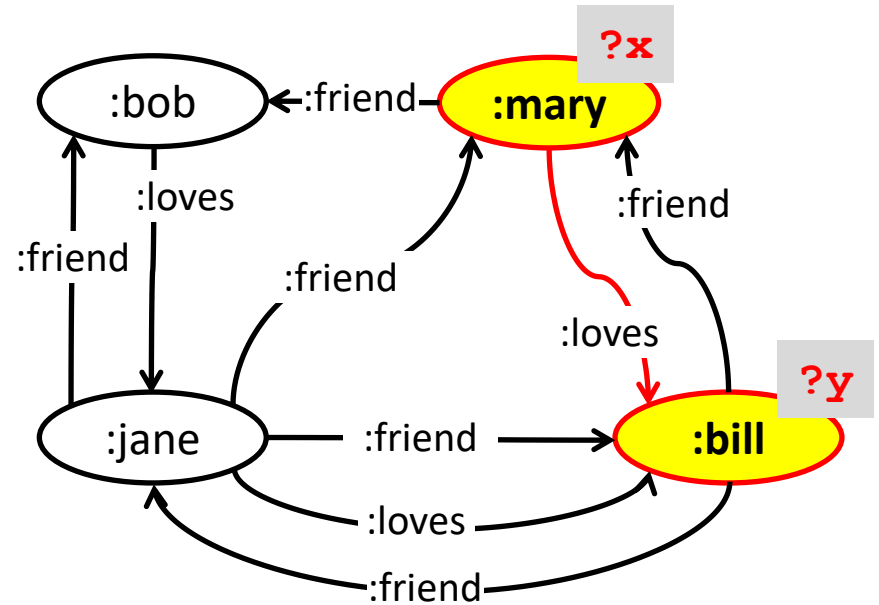 ?x
:bob
:friend
:mary
:loves
:friend
:friend
:friend
:loves
?y
:jane
:friend
:bill
:loves
:friend